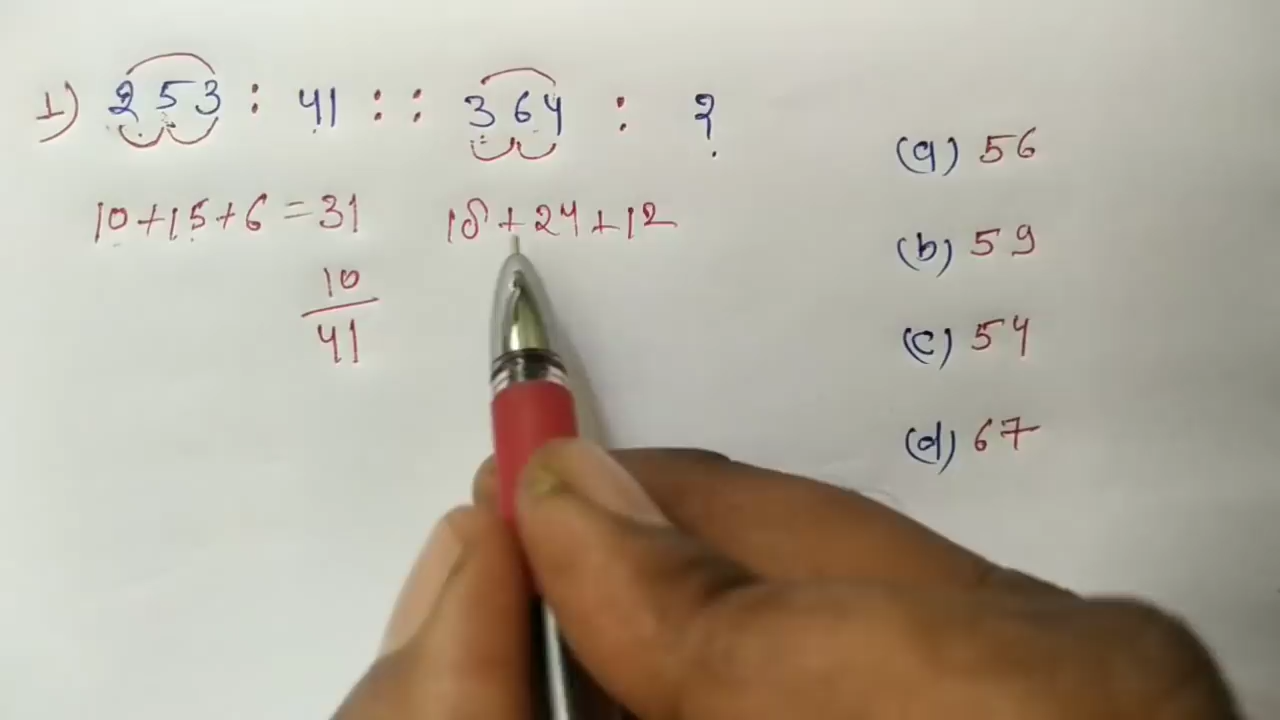 1) 253 : 41 :: 364 : ?
10+15+6 = 31
10
41
18+24+12
(a) 56
(b) 59
(c) 54
(d) 67